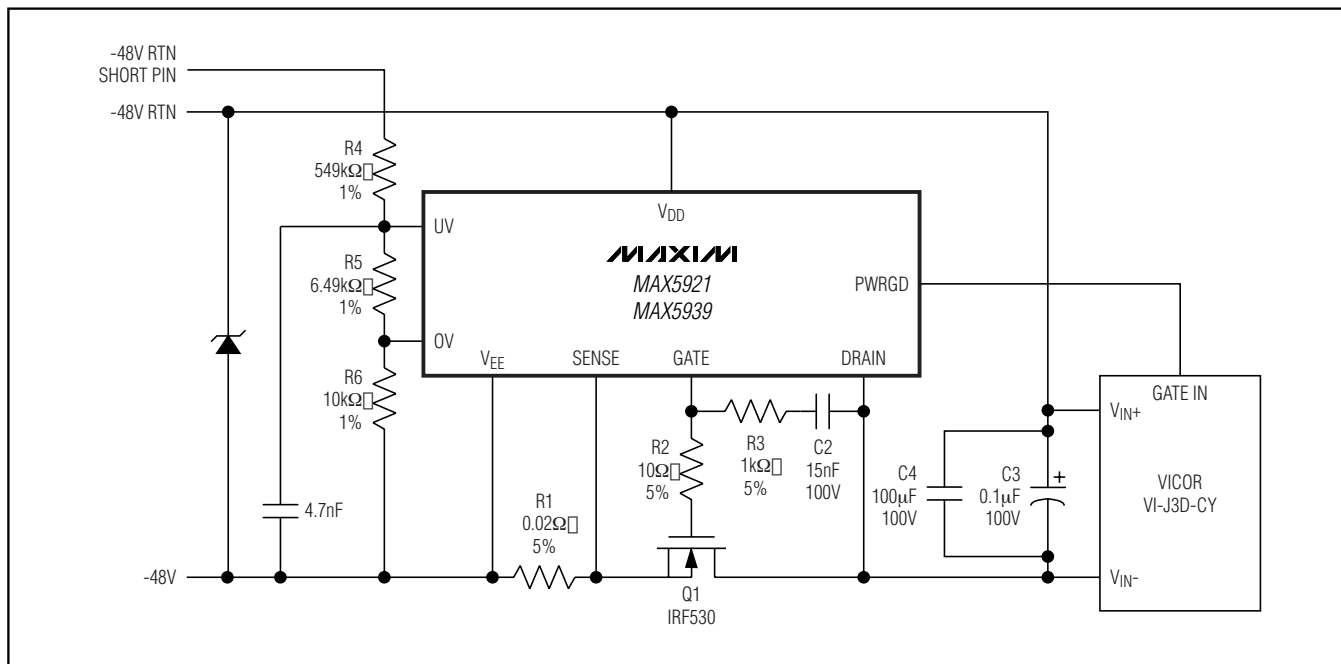 -48V RTN
SHORT PIN
-48V RTN
R4
549kΩ
1%
UV
VDD
MAXIM
MAX5921
MAX5939
PWRGD
R5
6.49kΩ
1%
OV
VEE
SENSE
GATE
DRAIN
R6
10kΩ
1%
GATE IN
VIN+
R2
10Ω
5%
R3
1kΩ
5%
C2
15nF
100V
C4
100μF
100V
C3
0.1μF
100V
+
VICOR
VI-J3D-CY
4.7nF
R1
0.02Ω
5%
-48V
VIN-
Q1
IRF530